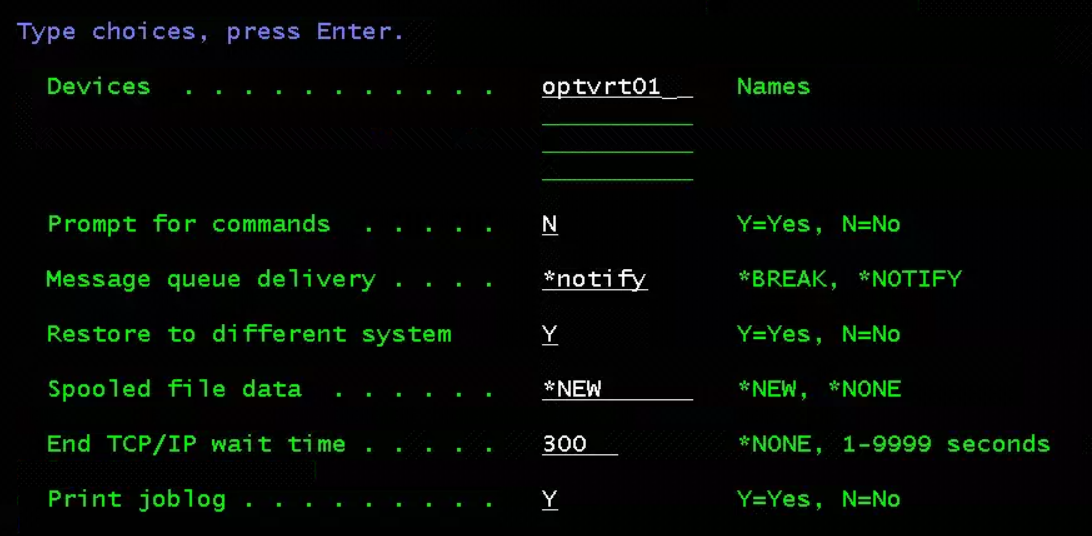 Type choices, press Enter.
Devices . . . . . . . . . . . optvrt01__ Names
Prompt for commands . . . . . N Y=Yes, N=No
Message queue delivery . . . . *notify *BREAK, *NOTIFY
Restore to different system Y Y=Yes, N=No
Spooled file data . . . . . . *NEW *NEW, *NONE
End TCP/IP wait time . . . . . 300 *NONE, 1-9999 seconds
Print joblog . . . . . . . . . Y Y=Yes, N=No